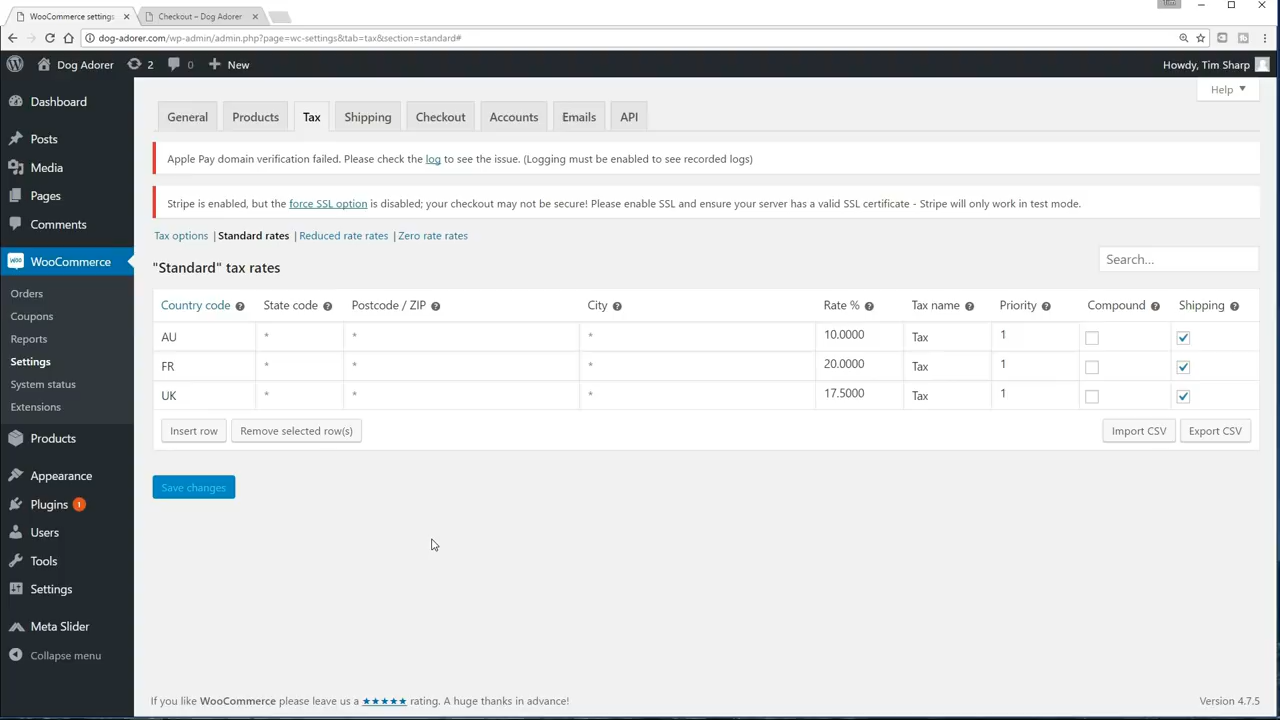 Tim
WooCommerce settings
Checkout – Dog Adorer
dog-adorer.com/wp-admin/admin.php?page=wc-settings&tab=tax&section=standard#
Dog Adorer 2 0 New Howdy, Tim Sharp
Help
Dashboard
Posts
Media
Pages
Comments
WooCommerce
Orders
Coupons
Reports
Settings
System status
Extensions
Products
Appearance
Plugins 1
Users
Tools
Settings
Meta Slider
Collapse menu
General Products Tax Shipping Checkout Accounts Emails API
Apple Pay domain verification failed. Please check the log to see the issue. (Logging must be enabled to see recorded logs)
Stripe is enabled, but the force SSL option is disabled; your checkout may not be secure! Please enable SSL and ensure your server has a valid SSL certificate - Stripe will only work in test mode.
Tax options | Standard rates | Reduced rate rates | Zero rate rates
"Standard" tax rates
Search...
Country code ? State code ? Postcode / ZIP ? City ? Rate % ? Tax name ? Priority ? Compound ? Shipping ?
AU * * * 10.0000 Tax 1
FR * * * 20.0000 Tax 1
UK * * * 17.5000 Tax 1
Insert row Remove selected row(s) Import CSV Export CSV
Save changes
If you like WooCommerce please leave us a ★★★★★ rating. A huge thanks in advance!
Version 4.7.5